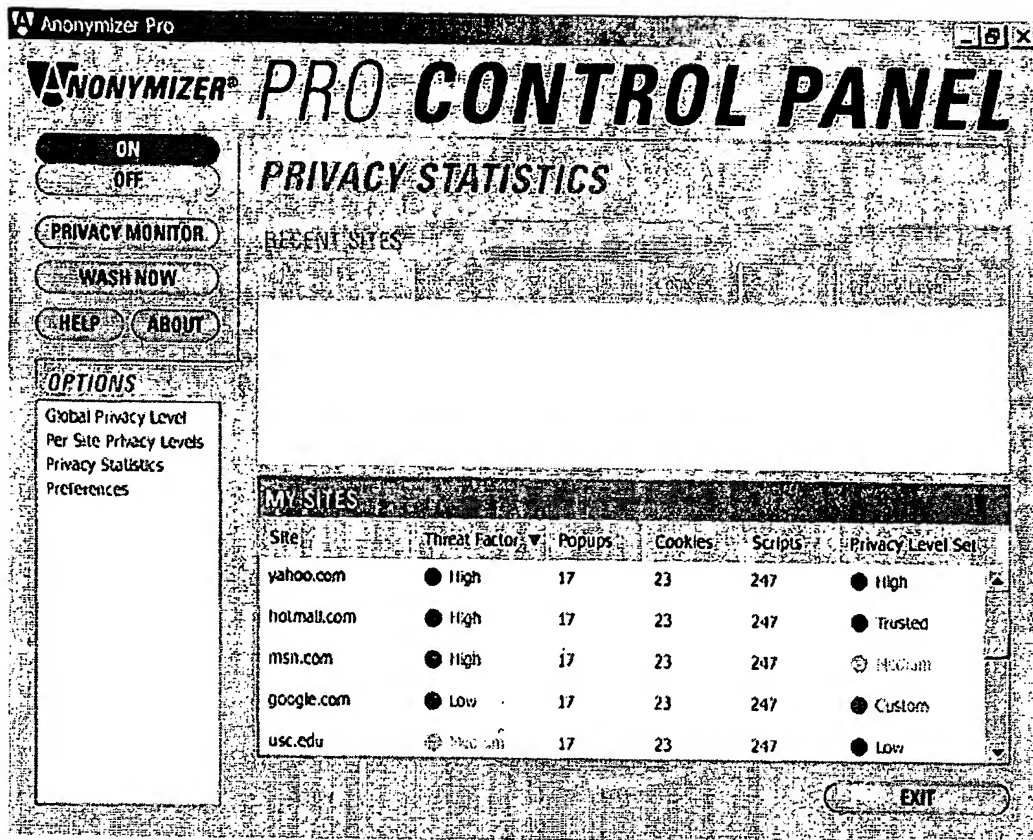 Anonymizer Pro
ANONYMIZER® PRO CONTROL PANEL
ON
OFF
PRIVACY MONITOR
WASH NOW
HELP ABOUT
OPTIONS
Global Privacy Level
Per Site Privacy Levels
Privacy Statistics
Preferences
PRIVACY STATISTICS
RECENT SITES
MY SITES
Site Threat Factor ▼ Popups Cookies Scripts Privacy Level Set
yahoo.com High 17 23 247 High
hotmail.com High 17 23 247 Trusted
msn.com High 17 23 247 Medium
google.com Low 17 23 247 Custom
usc.edu Medium 17 23 247 Low
EXIT